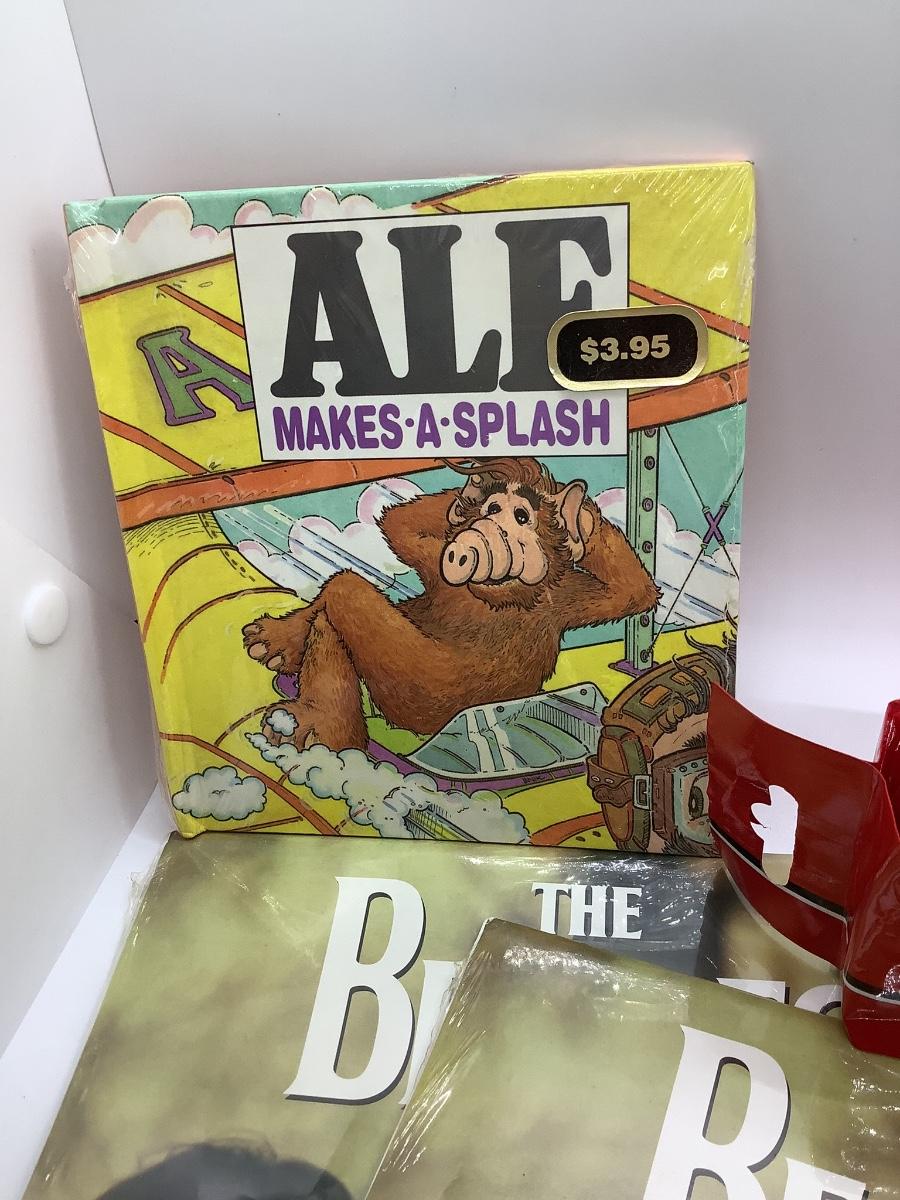 ALF
$3.95
A
MAKES·A·SPLASH
THE
B
B